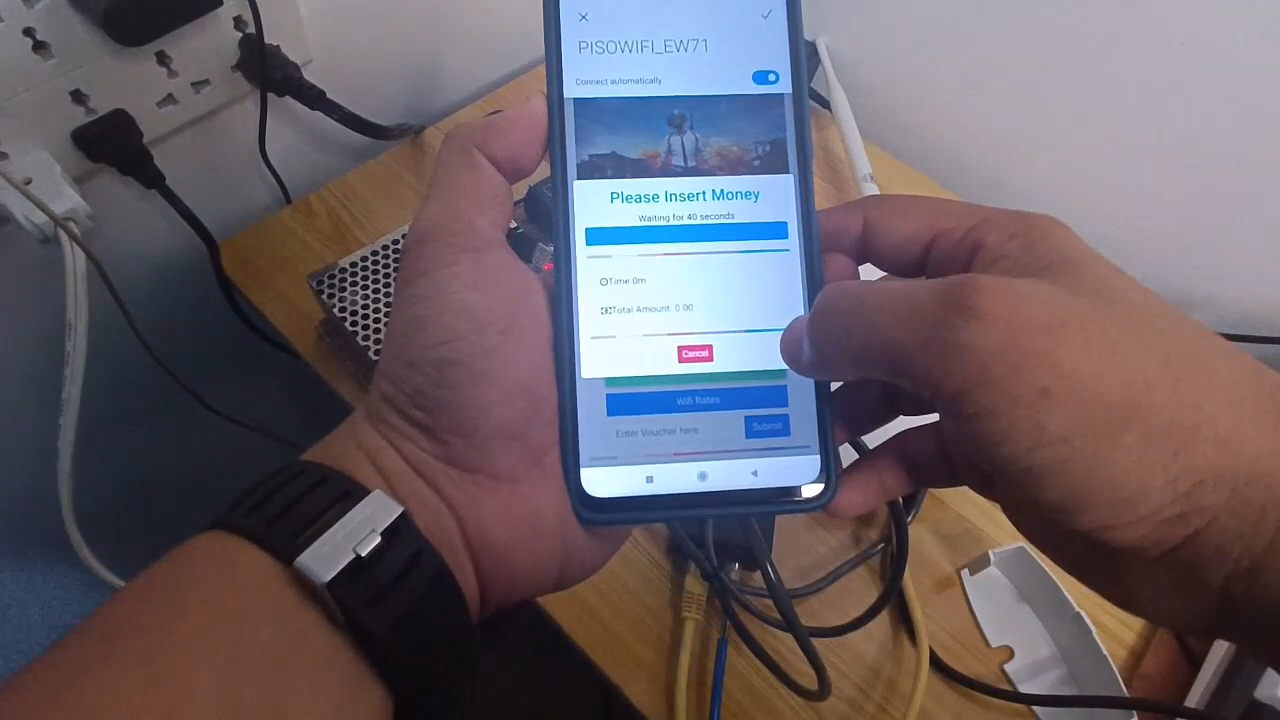 PISOWIFI_EW71
Connect automatically
Please Insert Money
Waiting for 40 seconds
Time 0m
Total Amount: 0.00
Cancel
Wifi Rates
Enter Voucher here..
Submit